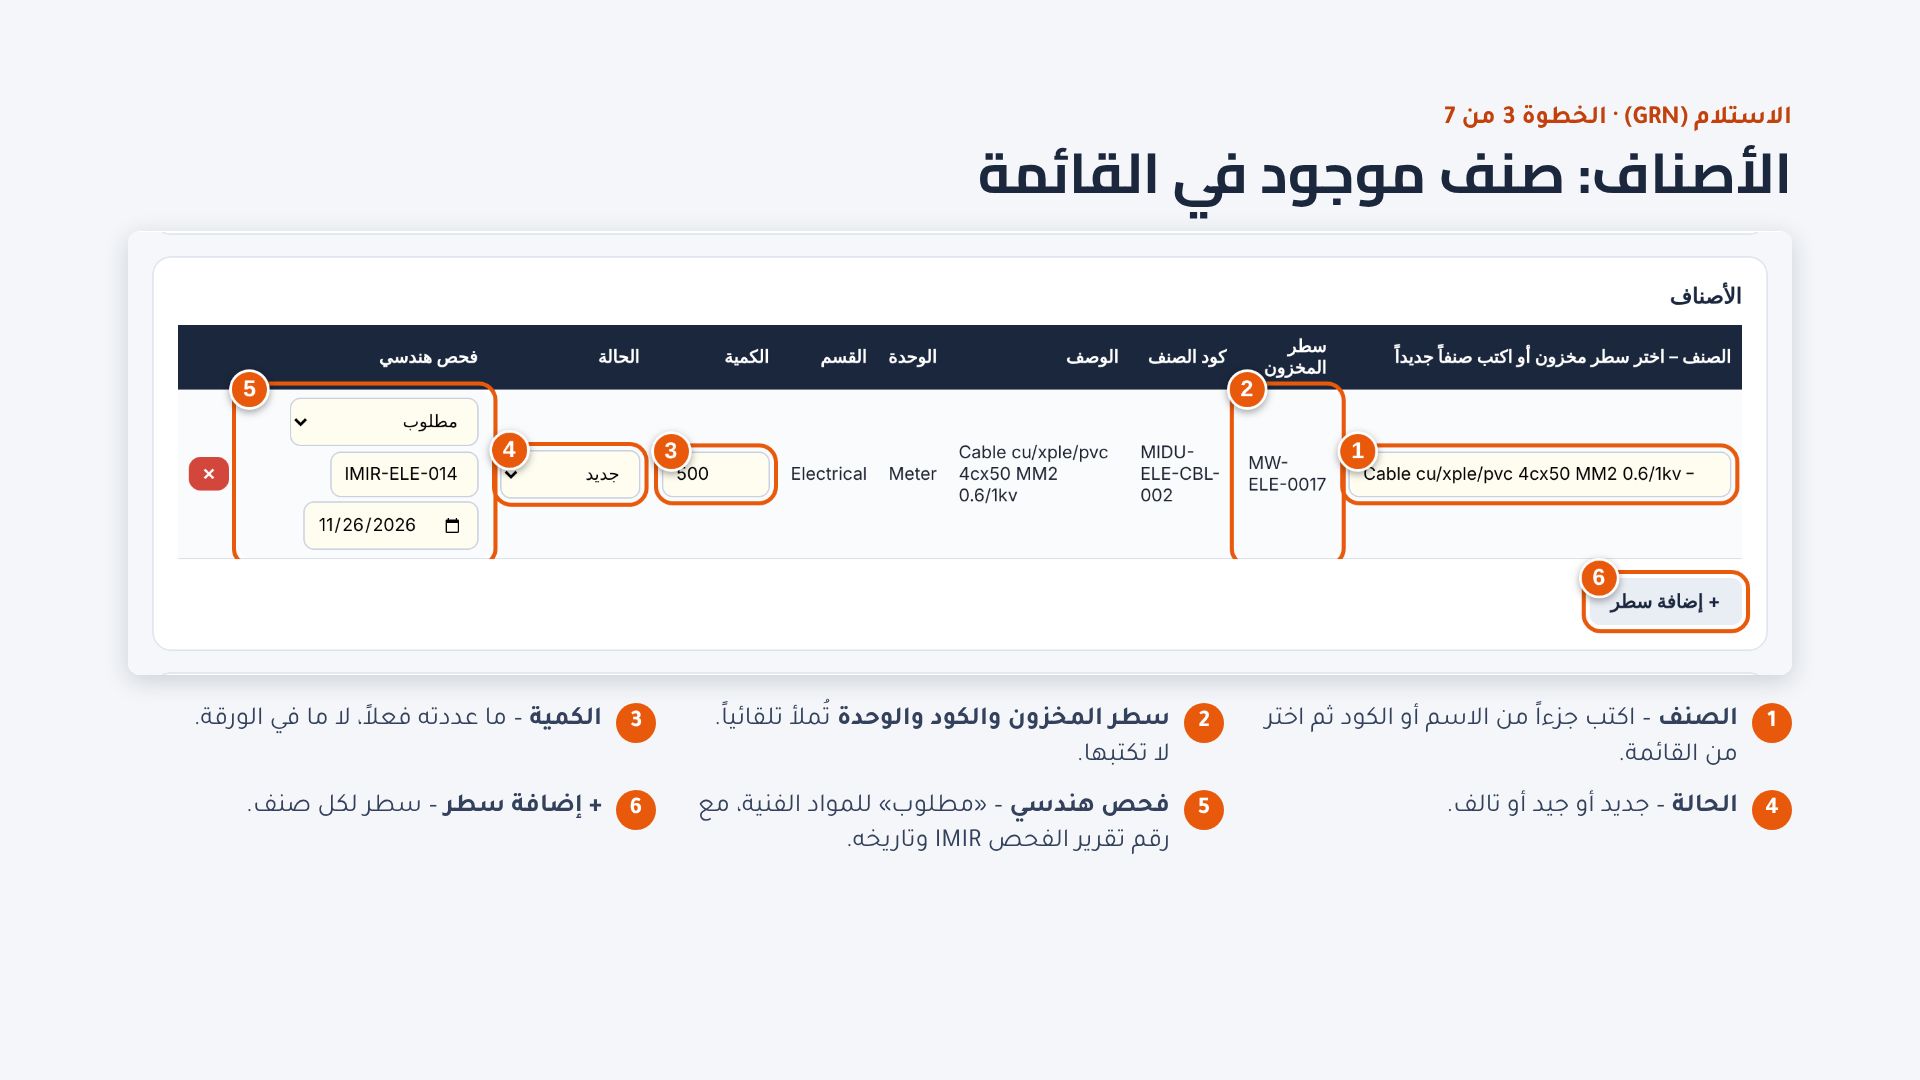 الاستلام (GRN) · الخطوة 3 من 7
الأصناف: صنف موجود في القائمة
الأصناف
الصنف – اختر سطر مخزون أو اكتب صنفاً جديداً
سطر المخزون
كود الصنف
الوصف
الوحدة
القسم
الكمية
الحالة
فحص هندسي
1
Cable cu/xple/pvc 4cx50 MM2 0.6/1kv –
2
MW-
ELE-0017
MIDU-
ELE-CBL-
002
Cable cu/xple/pvc
4cx50 MM2
0.6/1kv
Meter
Electrical
3
500
4
جديد
5
مطلوب
IMIR-ELE-014
11/26/2026
×
6
+ إضافة سطر
1 الصنف – اكتب جزءاً من الاسم أو الكود ثم اختر
من القائمة.
2 سطر المخزون والكود والوحدة تُملأ تلقائياً.
لا تكتبها.
3 الكمية – ما عددته فعلاً، لا ما في الورقة.
4 الحالة – جديد أو جيد أو تالف.
5 فحص هندسي – «مطلوب» للمواد الفنية، مع
رقم تقرير الفحص IMIR وتاريخه.
6 + إضافة سطر – سطر لكل صنف.